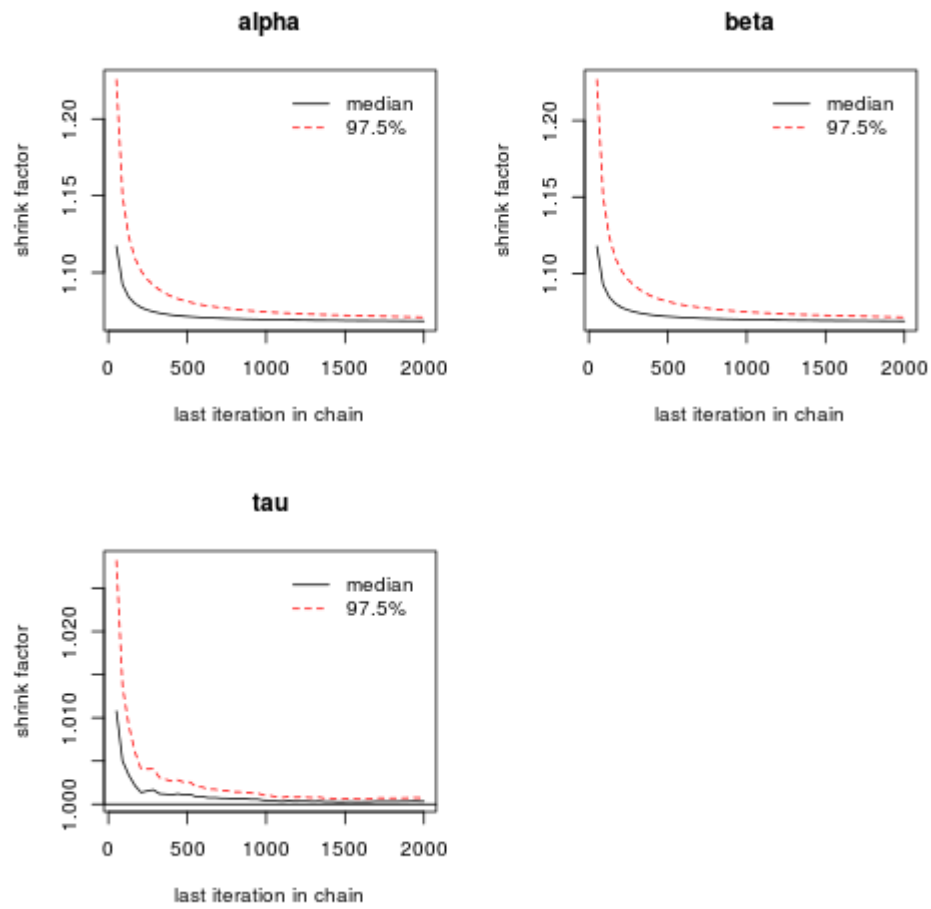 alpha
shrink factor
1.20
1.15
1.10
median
97.5%
0 500 1000 1500 2000
last iteration in chain
beta
shrink factor
1.20
1.15
1.10
median
97.5%
0 500 1000 1500 2000
last iteration in chain
tau
shrink factor
1.020
1.010
1.000
median
97.5%
0 500 1000 1500 2000
last iteration in chain